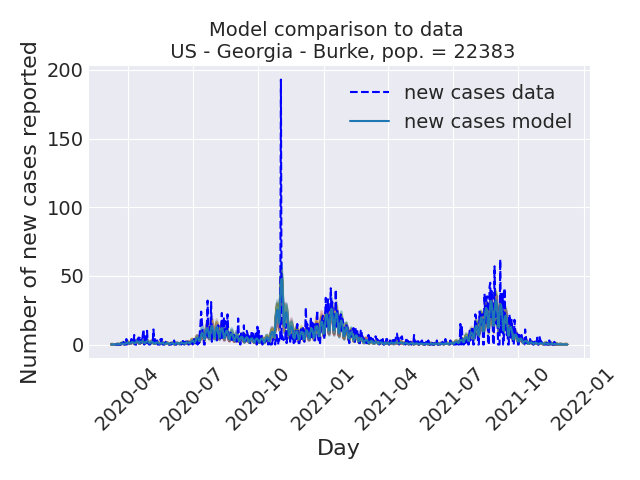 Model comparison to data
US - Georgia - Burke, pop. = 22383
Number of new cases reported
200
150
100
50
0
new cases data
new cases model
2020-04
2020-07
2020-10
2021-01
2021-04
2021-07
2021-10
2022-01
Day